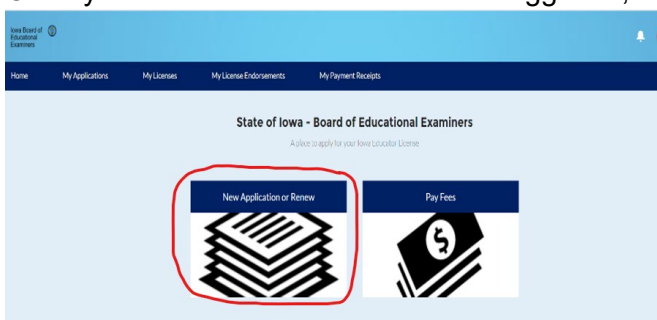 Iowa Board of
Educational
Examiners
Home My Applications My Licenses My License Endorsements My Payment Receipts
State of Iowa - Board of Educational Examiners
A place to apply for your Iowa Educator License
New Application or Renew Pay Fees
$